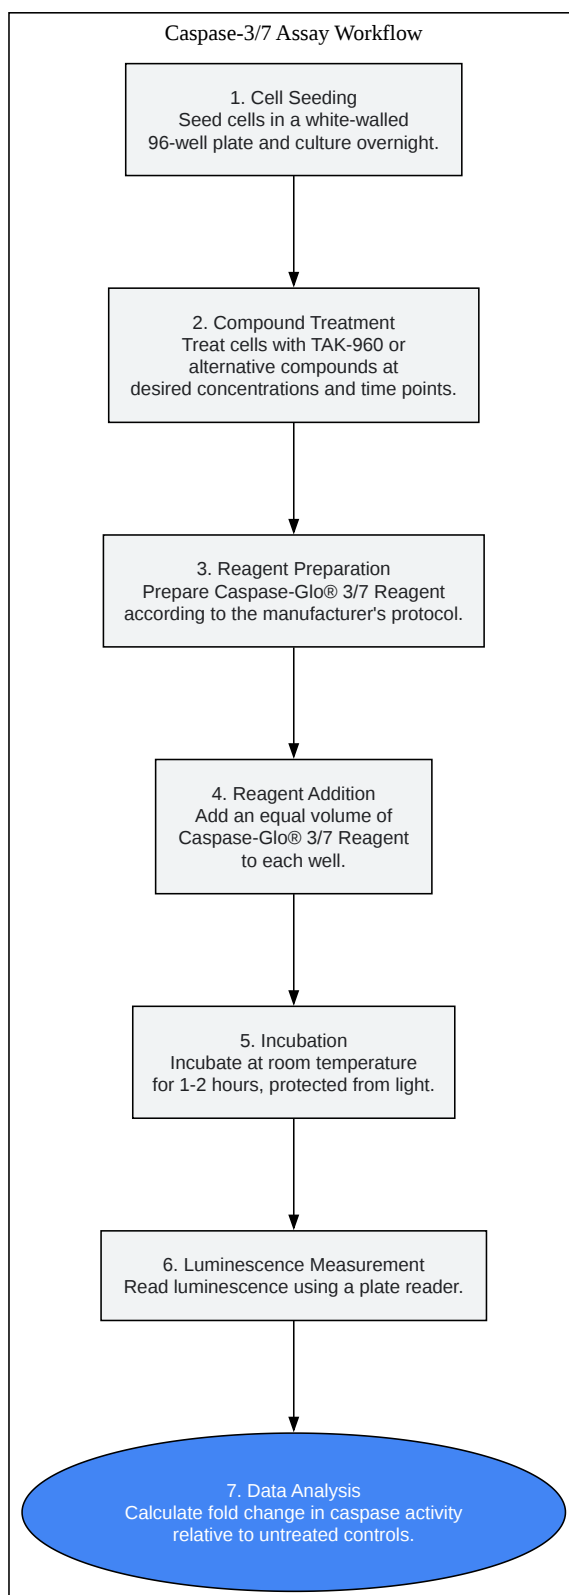 Caspase-3/7 Assay Workflow
1. Cell Seeding
Seed cells in a white-walled
96-well plate and culture overnight.
2. Compound Treatment
Treat cells with TAK-960 or
alternative compounds at
desired concentrations and time points.
3. Reagent Preparation
Prepare Caspase-Glo® 3/7 Reagent
according to the manufacturer's protocol.
4. Reagent Addition
Add an equal volume of
Caspase-Glo® 3/7 Reagent
to each well.
5. Incubation
Incubate at room temperature
for 1-2 hours, protected from light.
6. Luminescence Measurement
Read luminescence using a plate reader.
7. Data Analysis
Calculate fold change in caspase activity
relative to untreated controls.